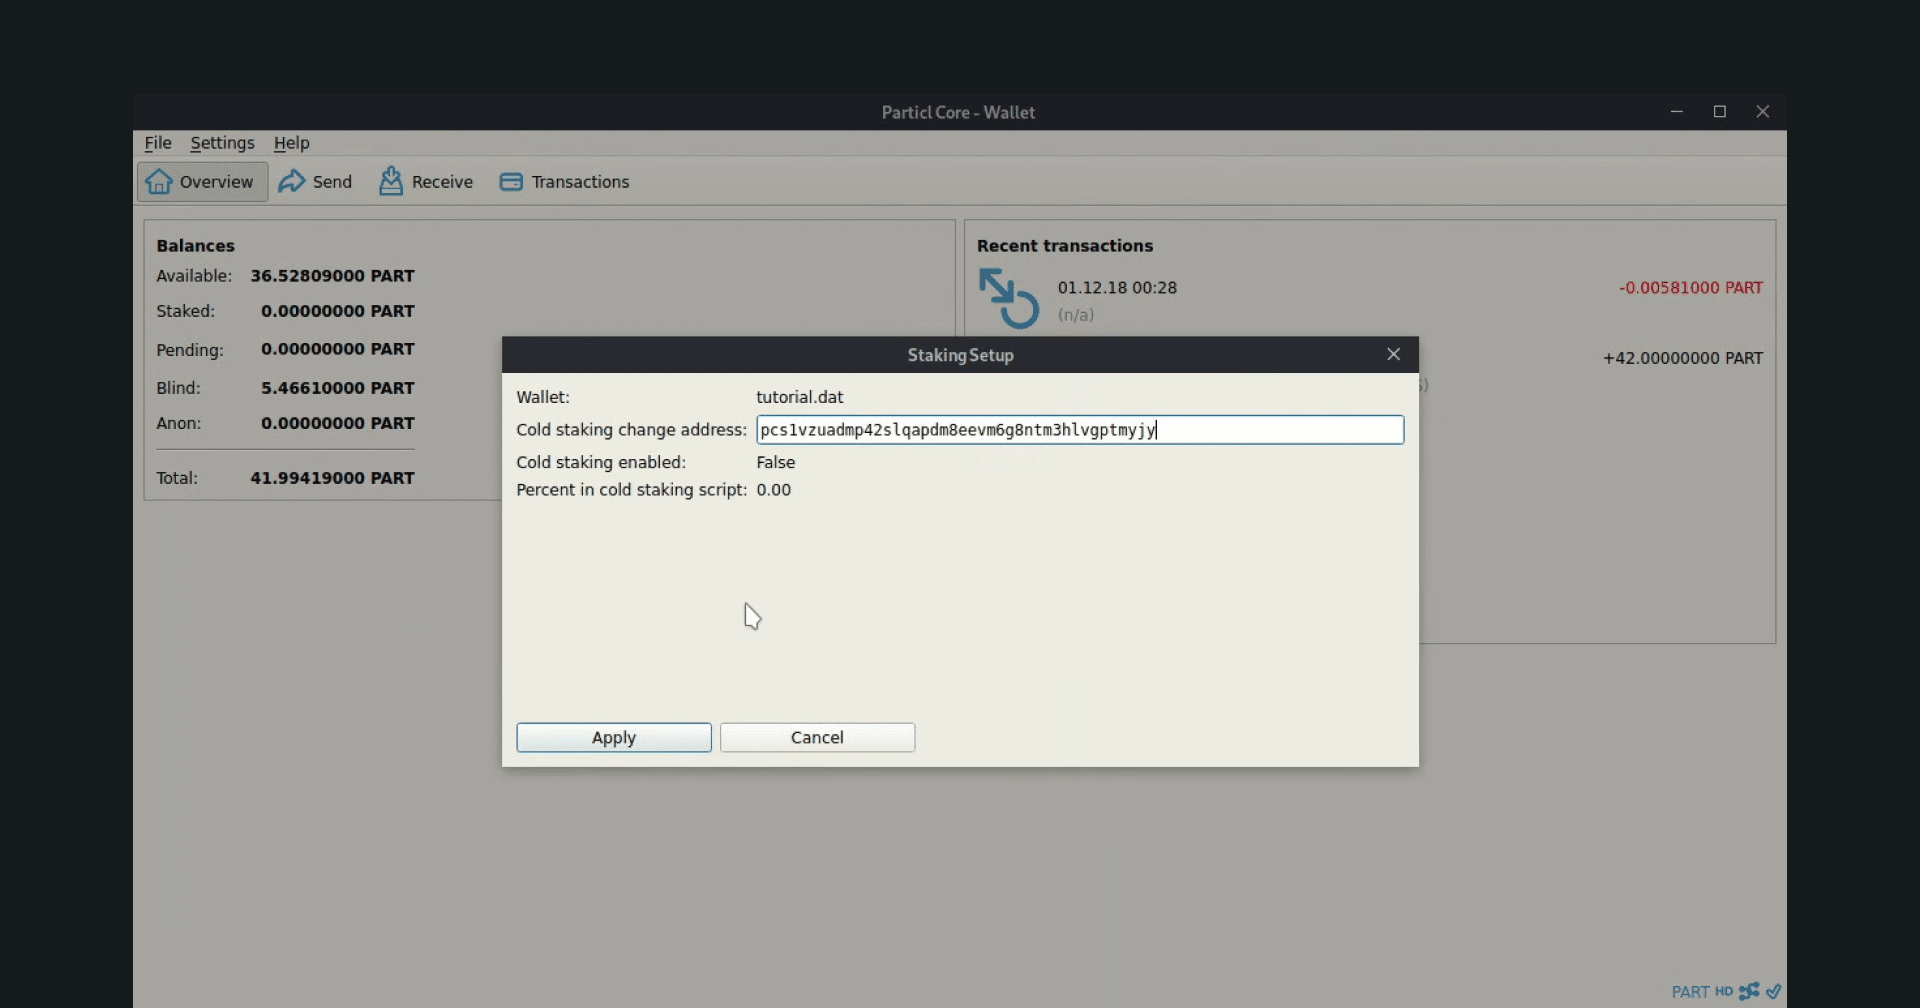 Particl Core - Wallet
File Settings Help
Overview Send Receive Transactions
Balances
Available: 36.52809000 PART
Staked: 0.00000000 PART
Pending: 0.00000000 PART
Blind: 5.46610000 PART
Anon: 0.00000000 PART
Total: 41.99419000 PART
Recent transactions
01.12.18 00:28 -0.00581000 PART
(n/a)
+42.00000000 PART
Staking Setup
Wallet: tutorial.dat
Cold staking change address: pcs1vzuadmp42slqapdm8eevm6g8ntm3hlvgptmyjy
Cold staking enabled: False
Percent in cold staking script: 0.00
Apply Cancel
PART HD